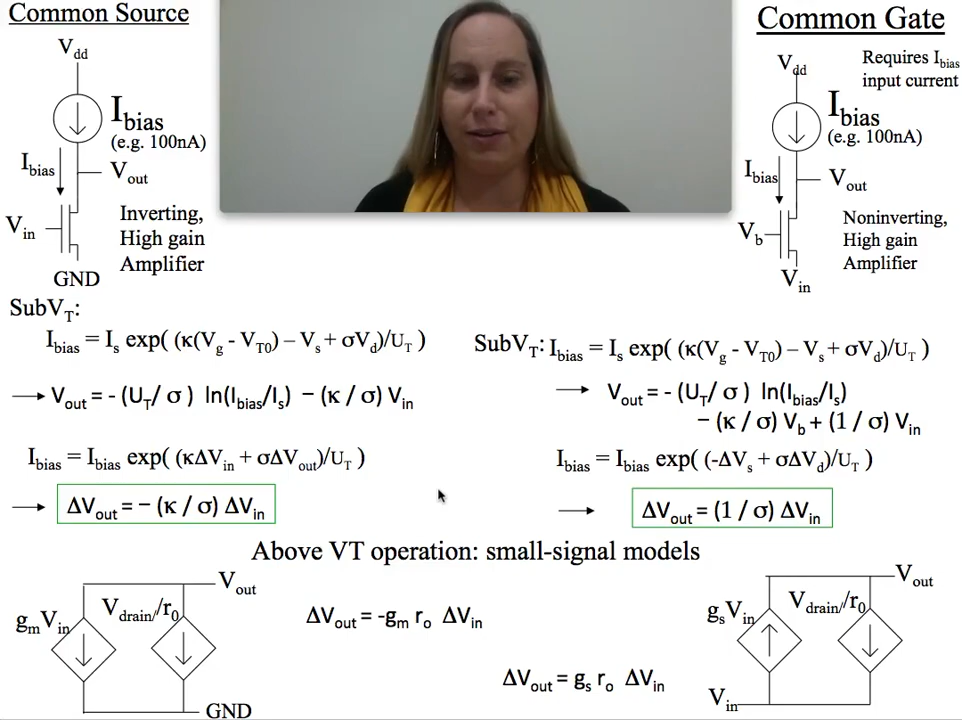 Common Source
V_dd
I_bias
(e.g. 100nA)
I_bias
V_out
V_in
Inverting,
High gain
Amplifier
GND
Common Gate
V_dd
Requires I_bias
input current
I_bias
(e.g. 100nA)
I_bias
V_out
V_b
Noninverting,
High gain
Amplifier
V_in
SubV_T:
I_bias = I_s exp( (κ(V_g - V_T0) – V_s + σV_d)/U_T )
V_out = - (U_T/ σ ) ln(I_bias/I_s) – (κ / σ) V_in
I_bias = I_bias exp( (κΔV_in + σΔV_out)/U_T )
ΔV_out = – (κ / σ) ΔV_in
SubV_T: I_bias = I_s exp( (κ(V_g - V_T0) – V_s + σV_d)/U_T )
V_out = - (U_T/ σ ) ln(I_bias/I_s)
– (κ / σ) V_b + (1 / σ) V_in
I_bias = I_bias exp( (-ΔV_s + σΔV_d)/U_T )
ΔV_out = (1 / σ) ΔV_in
Above VT operation: small-signal models
V_out
g_mV_in
V_drain/r_0
GND
ΔV_out = -g_m r_o ΔV_in
ΔV_out = g_s r_o ΔV_in
V_out
g_sV_in
V_drain/r_0
V_in